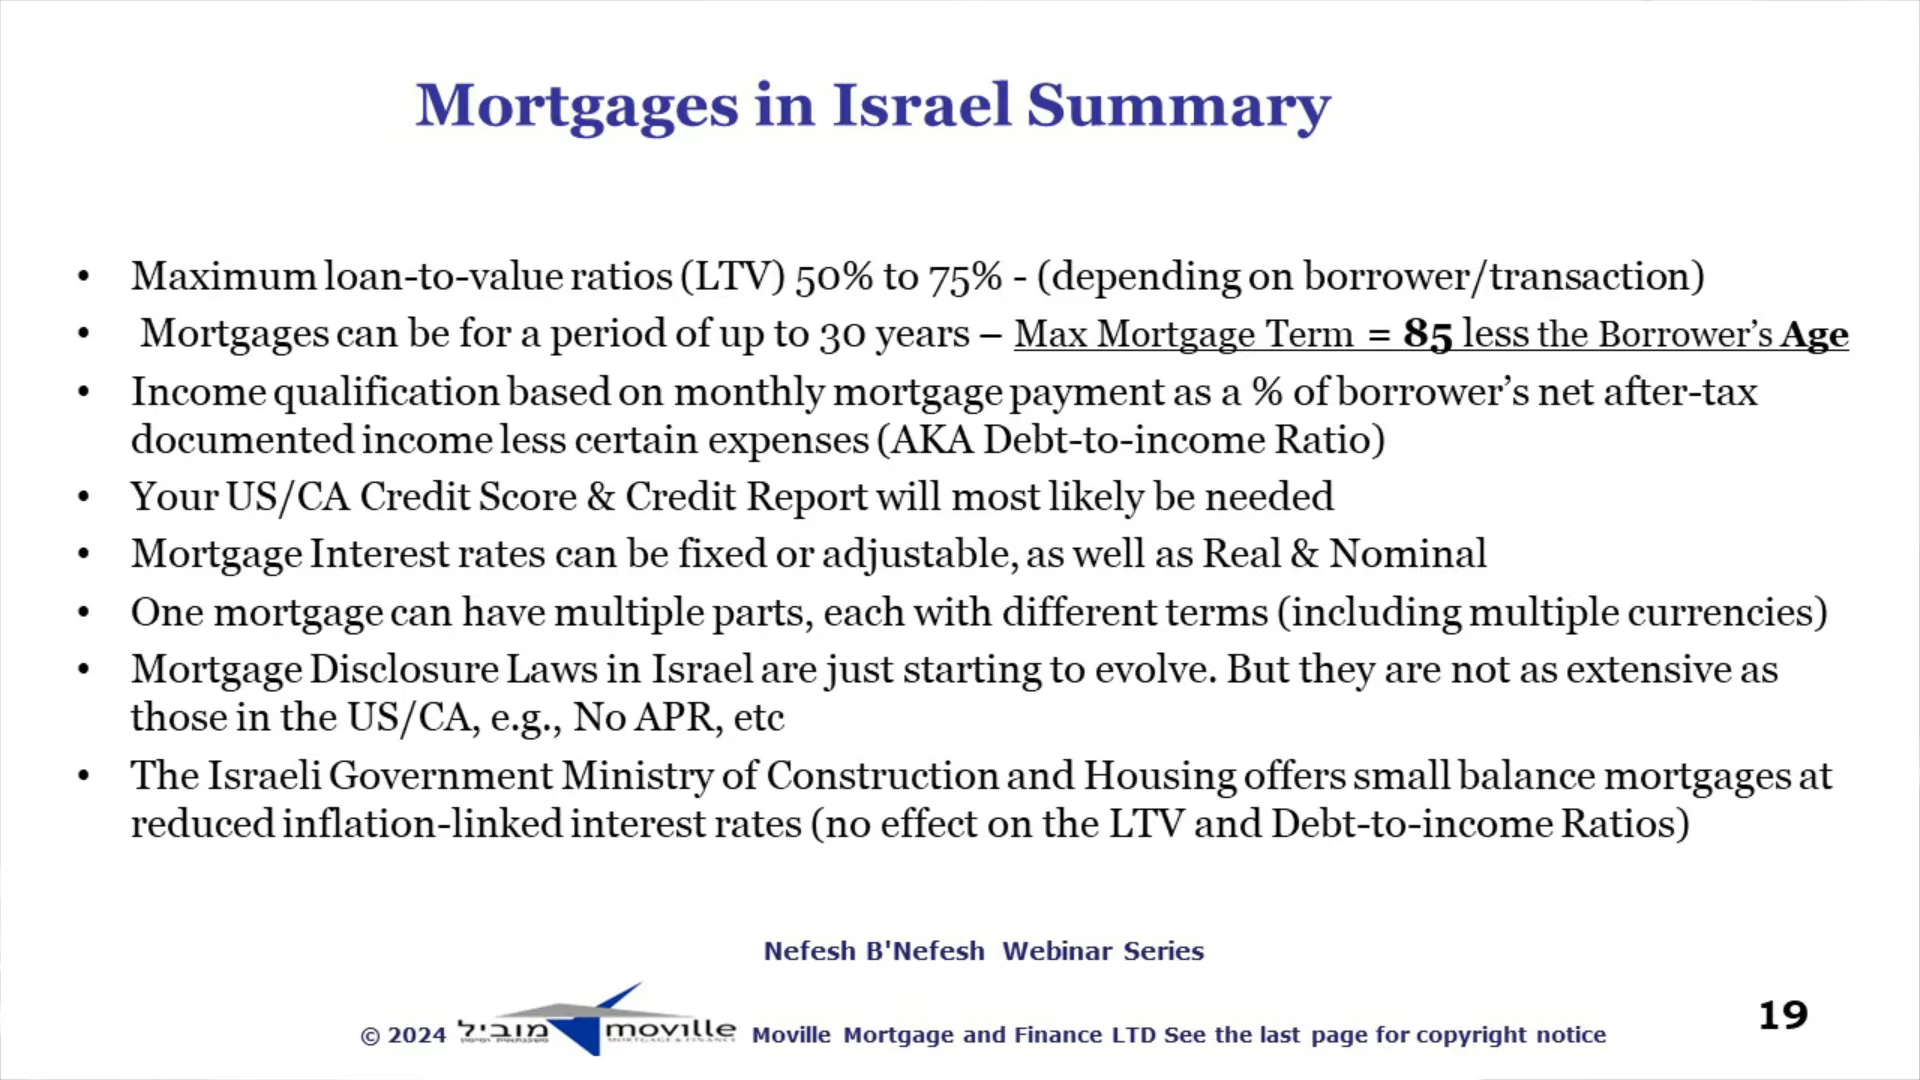 Mortgages in Israel Summary
• Maximum loan-to-value ratios (LTV) 50% to 75% - (depending on borrower/transaction)
• Mortgages can be for a period of up to 30 years – Max Mortgage Term = 85 less the Borrower’s Age
• Income qualification based on monthly mortgage payment as a % of borrower’s net after-tax
documented income less certain expenses (AKA Debt-to-income Ratio)
• Your US/CA Credit Score & Credit Report will most likely be needed
• Mortgage Interest rates can be fixed or adjustable, as well as Real & Nominal
• One mortgage can have multiple parts, each with different terms (including multiple currencies)
• Mortgage Disclosure Laws in Israel are just starting to evolve. But they are not as extensive as
those in the US/CA, e.g., No APR, etc
• The Israeli Government Ministry of Construction and Housing offers small balance mortgages at
reduced inflation-linked interest rates (no effect on the LTV and Debt-to-income Ratios)
Nefesh B'Nefesh Webinar Series
© 2024 מוביל moville Moville Mortgage and Finance LTD See the last page for copyright notice
MORTGAGE & FINANCE
19